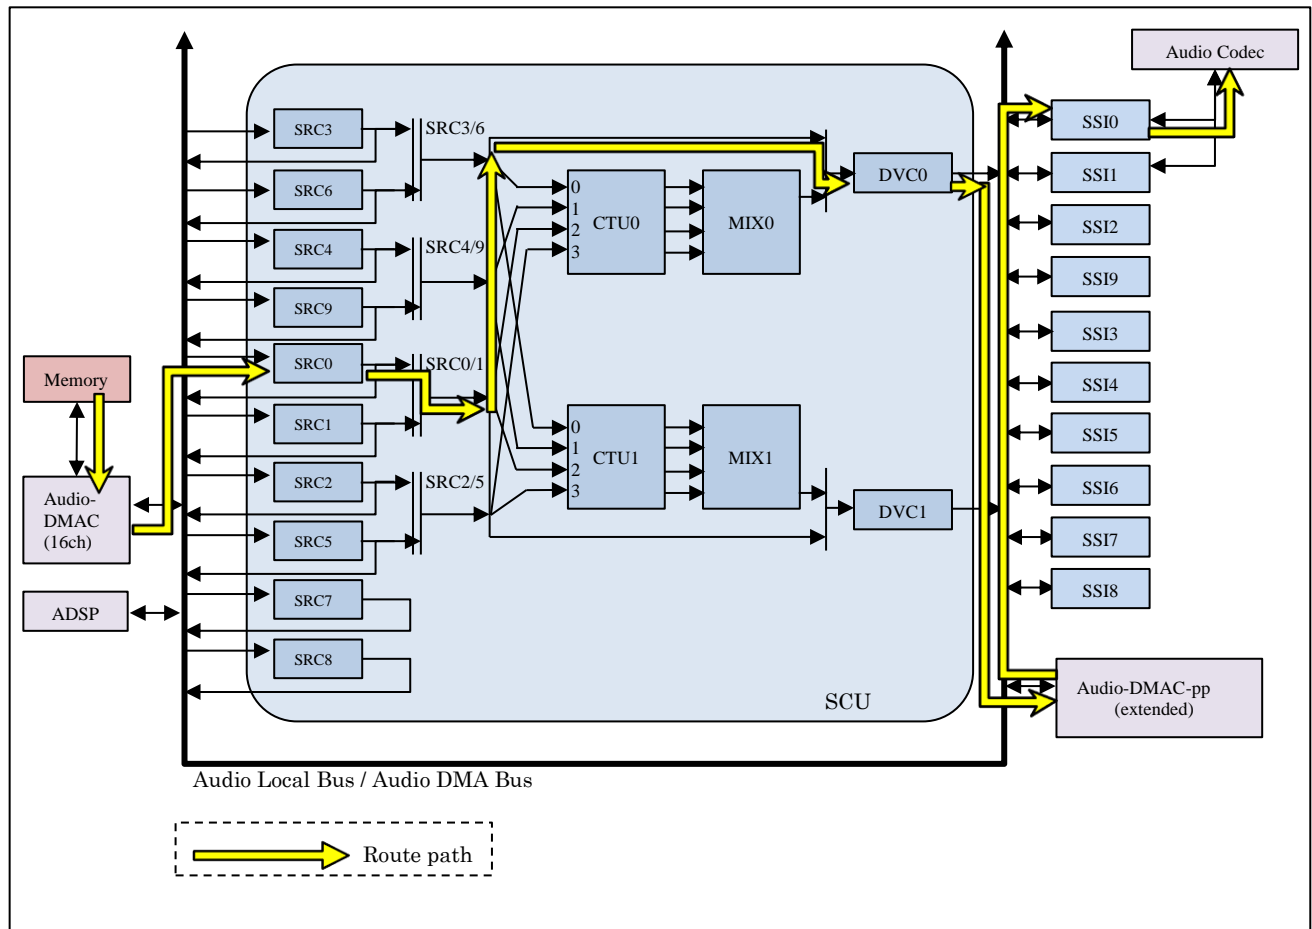 Audio Codec
SRC3
SRC3/6
SSI0
SRC6
DVC0
SSI1
0
1
2
3
CTU0
MIX0
SSI2
SRC4
SRC4/9
SSI9
SRC9
SSI3
Memory
SRC0
SRC0/1
SSI4
SRC1
0
1
2
3
CTU1
MIX1
SSI5
Audio-
DMAC
(16ch)
SRC2
SRC2/5
SSI6
DVC1
SRC5
SSI7
ADSP
SRC7
SSI8
SRC8
SCU
Audio-DMAC-pp
(extended)
Audio Local Bus / Audio DMA Bus
Route path